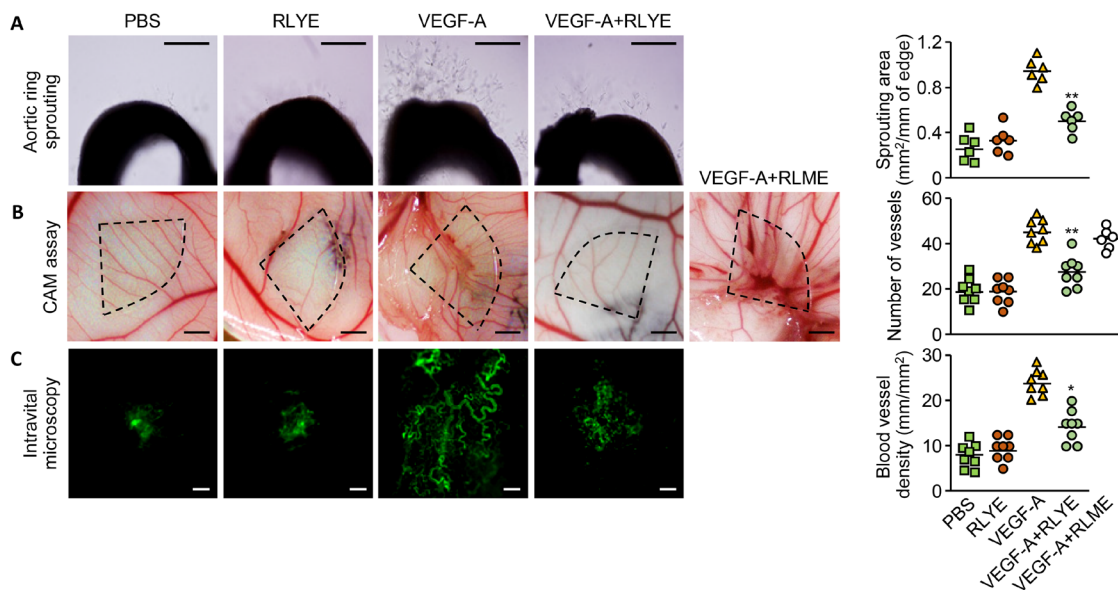 PBS
RLYE
VEGF-A
VEGF-A+RLYE
A
Aortic ring
sprouting
1.2
0.8
0.4
0
Sprouting area
(mm²/mm of edge)
**
VEGF-A+RLME
B
CAM assay
60
40
20
0
Number of vessels
**
C
Intravital
microscopy
30
20
10
0
Blood vessel
density (mm/mm²)
*
PBS
RLYE
VEGF-A
VEGF-A+RLYE
VEGF-A+RLME